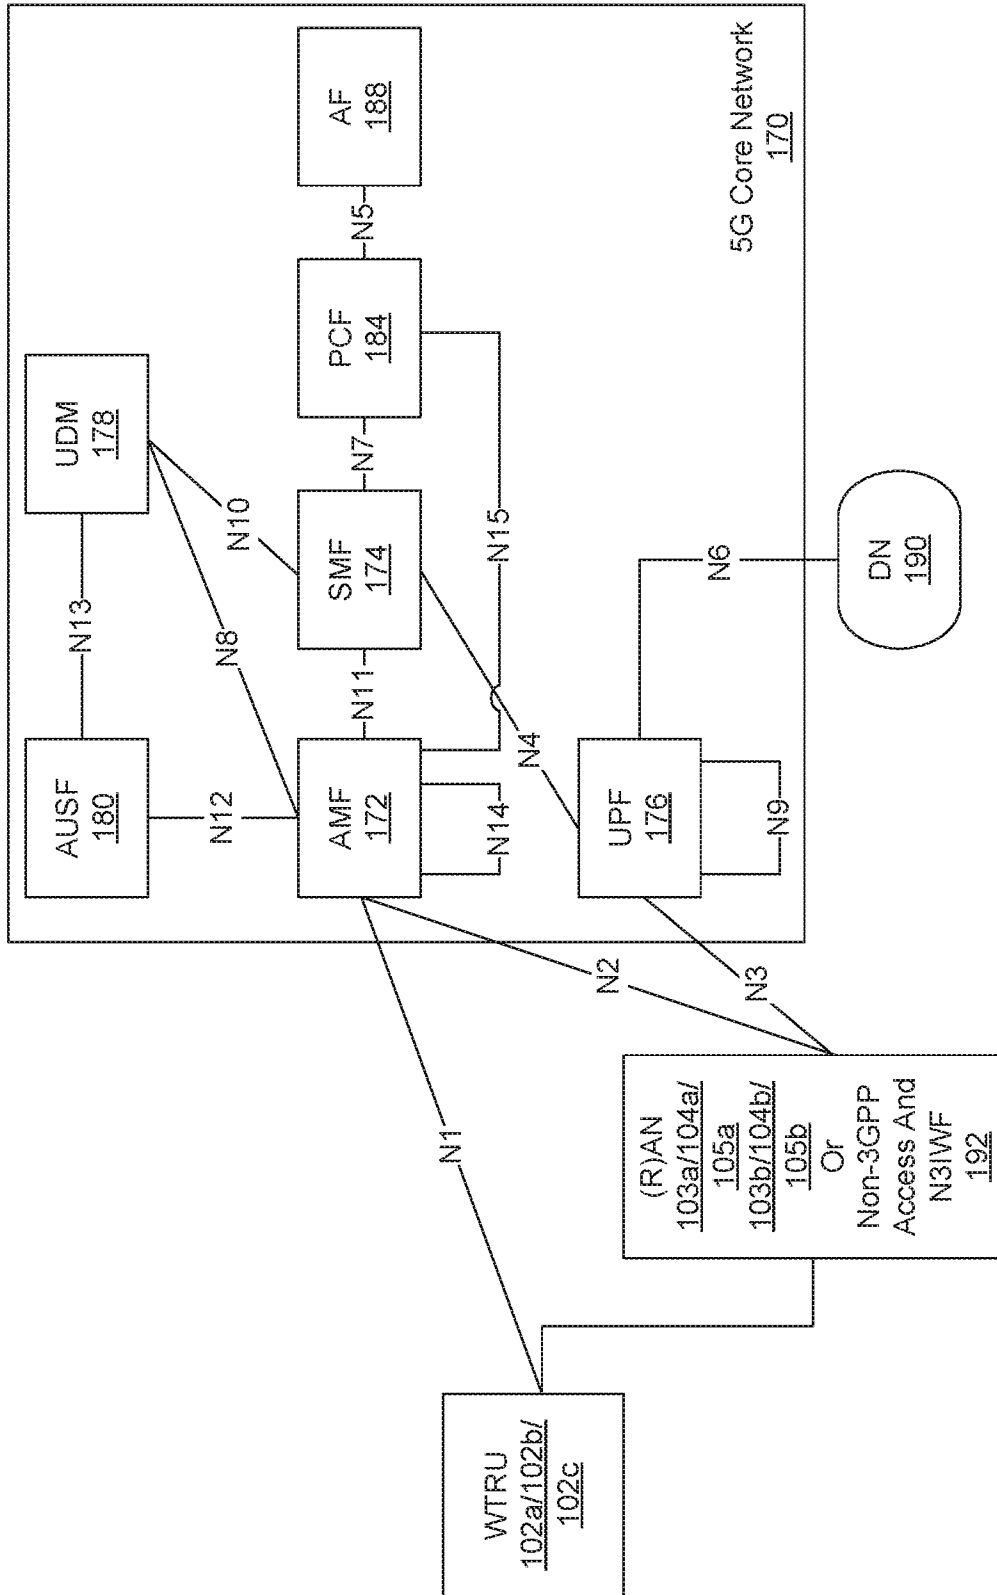 AUSF
180
N13
UDM
178
N12
N8
N10
AMF
172
N11
SMF
174
N7
PCF
184
N5
AF
188
N14
N15
N4
N1
N2
N3
UPF
176
N9
N6
5G Core Network
170
WTRU
102a/102b/
102c
(R)AN
103a/104a/
105a
103b/104b/
105b
Or
Non-3GPP
Access And
N3IWF
192
DN
190